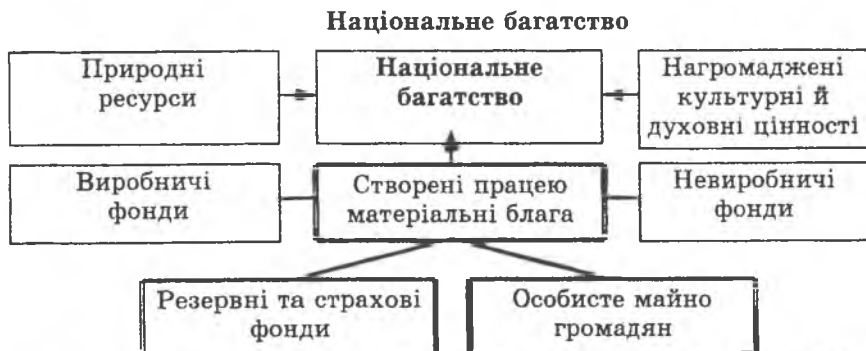 Національне багатство
Природні
ресурси
Національне
багатство
Нагромаджені
культурні й
духовні цінності
Виробничі
фонди
Створені працею
матеріальні блага
Невиробничі
фонди
Резервні та страхові
фонди
Особисте майно
громадян